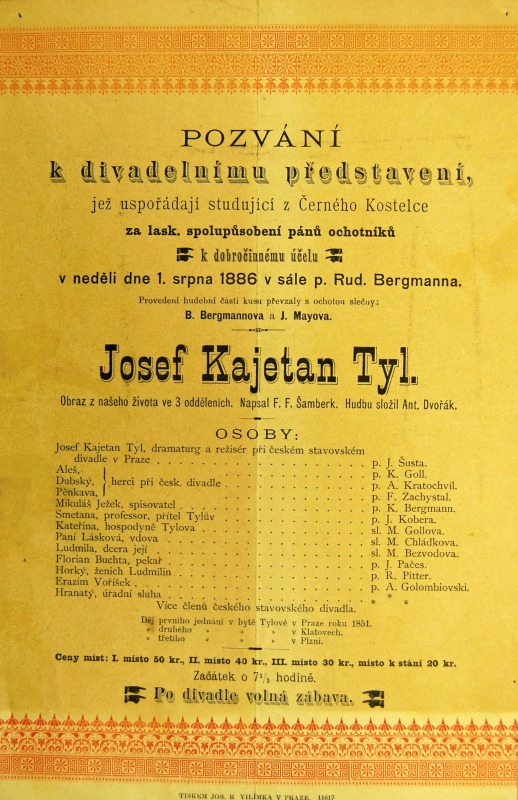 POZVÁNÍ
k divadelnímu představení,
jež uspořádají studující z Černého Kostelce
za lask. spolupůsobení pánů ochotníků
k dobročinnému účelu
v neděli dne 1. srpna 1886 v sále p. Rud. Bergmanna.
Provedení hudební části kusu převzaly s ochotou slečny:
B. Bergmannova a J. Mayova.
Josef Kajetan Tyl.
Obraz z našeho života ve 3 odděleních. Napsal F. F. Šamberk. Hudbu složil Ant. Dvořák.
OSOBY:
Josef Kajetan Tyl, dramaturg a režisér při českém stavovském
divadle v Praze . . . p. J. Šusta.
Aleš, p. K. Goll.
Dubský, herci při česk. divadle . . . p. A. Kratochvíl.
Pěnkava, p. F. Zachystal.
Mikuláš Ježek, spisovatel . . . p. K. Bergmann.
Smetana, professor, přítel Tylův . . . p. J. Kobera.
Kateřina, hospodyně Tylova . . . sl. M. Gollova.
Paní Lásková, vdova . . . sl. M. Chládkova.
Ludmila, dcera její . . . sl. M. Bezvodova.
Florian Buchta, pekař . . . p. J. Pačes.
Horký, ženich Ludmilin . . . p. R. Pitter.
Erazim Voříšek . . . p. A. Golombiovski.
Hranatý, úřadní sluha . . . * * *
Více členů českého stavovského divadla.
Děj prvního jednání v bytě Tylově v Praze roku 1851.
" druhého " " " v Klatovech.
" třetího " " " v Plzni.
Ceny míst: I. místo 50 kr., II. místo 40 kr., III. místo 30 kr., místo k stání 20 kr.
Začátek o 7½ hodině.
Po divadle volná zábava.
TISKEM JOS. R. VILÍMKA V PRAZE. 11617